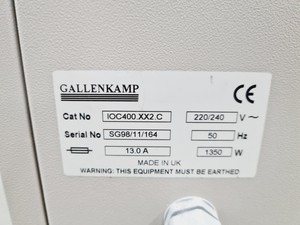 GALLENKAMP CE
Cat No IOC400.XX2.C 220/240 V~
Serial No SG98/11/164 50 Hz
13.0 A 1350 W
MADE IN UK
WARNING: THIS EQUIPMENT MUST BE EARTHED